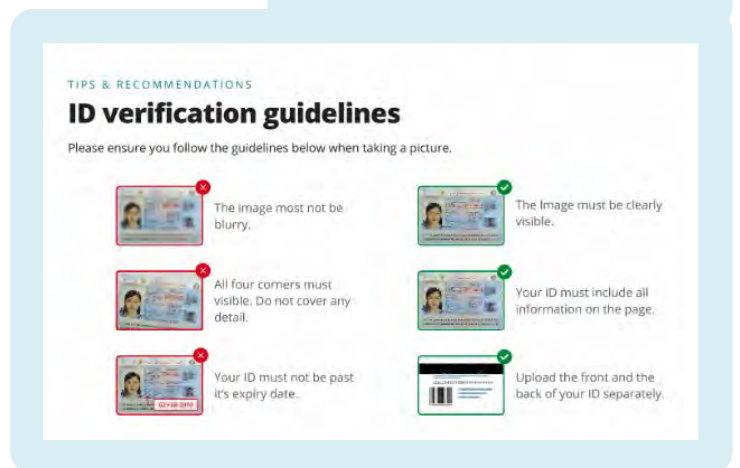 TIPS & RECOMMENDATIONS
ID verification guidelines
Please ensure you follow the guidelines below when taking a picture.
The image most not be
blurry.
The Image must be clearly
visible.
All four corners must
visible. Do not cover any
detail.
Your ID must include all
information on the page.
Your ID must not be past
it's expiry date.
Upload the front and the
back of your ID separately.